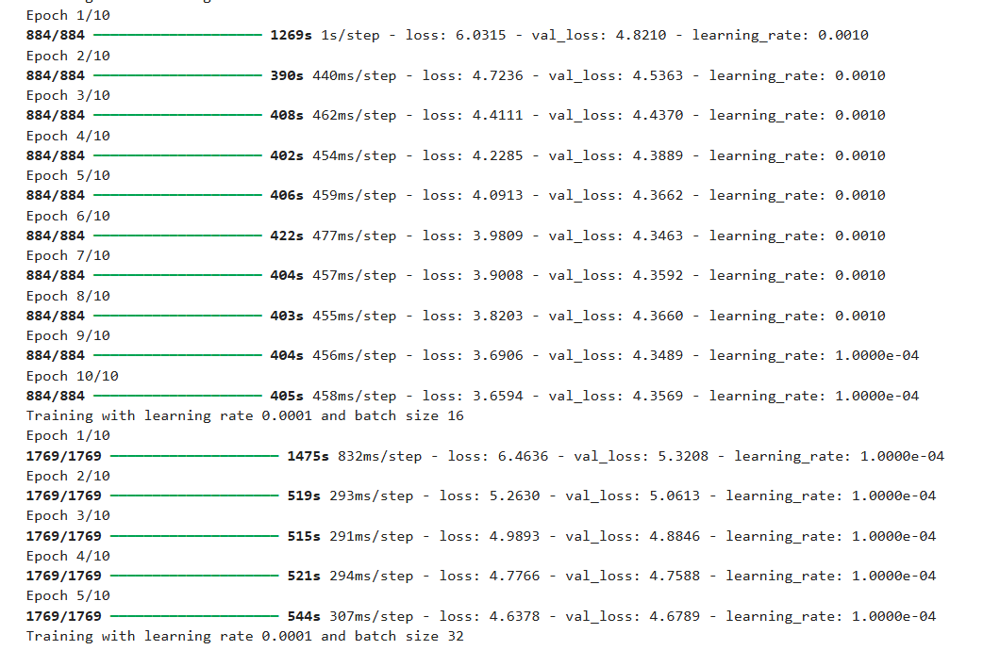 Epoch 1/10
884/884 ━━━━━━━━━━━━━━━━━━━━ 1269s 1s/step - loss: 6.0315 - val_loss: 4.8210 - learning_rate: 0.0010
Epoch 2/10
884/884 ━━━━━━━━━━━━━━━━━━━━ 390s 440ms/step - loss: 4.7236 - val_loss: 4.5363 - learning_rate: 0.0010
Epoch 3/10
884/884 ━━━━━━━━━━━━━━━━━━━━ 408s 462ms/step - loss: 4.4111 - val_loss: 4.4370 - learning_rate: 0.0010
Epoch 4/10
884/884 ━━━━━━━━━━━━━━━━━━━━ 402s 454ms/step - loss: 4.2285 - val_loss: 4.3889 - learning_rate: 0.0010
Epoch 5/10
884/884 ━━━━━━━━━━━━━━━━━━━━ 406s 459ms/step - loss: 4.0913 - val_loss: 4.3662 - learning_rate: 0.0010
Epoch 6/10
884/884 ━━━━━━━━━━━━━━━━━━━━ 422s 477ms/step - loss: 3.9809 - val_loss: 4.3463 - learning_rate: 0.0010
Epoch 7/10
884/884 ━━━━━━━━━━━━━━━━━━━━ 404s 457ms/step - loss: 3.9008 - val_loss: 4.3592 - learning_rate: 0.0010
Epoch 8/10
884/884 ━━━━━━━━━━━━━━━━━━━━ 403s 455ms/step - loss: 3.8203 - val_loss: 4.3660 - learning_rate: 0.0010
Epoch 9/10
884/884 ━━━━━━━━━━━━━━━━━━━━ 404s 456ms/step - loss: 3.6906 - val_loss: 4.3489 - learning_rate: 1.0000e-04
Epoch 10/10
884/884 ━━━━━━━━━━━━━━━━━━━━ 405s 458ms/step - loss: 3.6594 - val_loss: 4.3569 - learning_rate: 1.0000e-04
Training with learning rate 0.0001 and batch size 16
Epoch 1/10
1769/1769 ━━━━━━━━━━━━━━━━━━━━ 1475s 832ms/step - loss: 6.4636 - val_loss: 5.3208 - learning_rate: 1.0000e-04
Epoch 2/10
1769/1769 ━━━━━━━━━━━━━━━━━━━━ 519s 293ms/step - loss: 5.2630 - val_loss: 5.0613 - learning_rate: 1.0000e-04
Epoch 3/10
1769/1769 ━━━━━━━━━━━━━━━━━━━━ 515s 291ms/step - loss: 4.9893 - val_loss: 4.8846 - learning_rate: 1.0000e-04
Epoch 4/10
1769/1769 ━━━━━━━━━━━━━━━━━━━━ 521s 294ms/step - loss: 4.7766 - val_loss: 4.7588 - learning_rate: 1.0000e-04
Epoch 5/10
1769/1769 ━━━━━━━━━━━━━━━━━━━━ 544s 307ms/step - loss: 4.6378 - val_loss: 4.6789 - learning_rate: 1.0000e-04
Training with learning rate 0.0001 and batch size 32